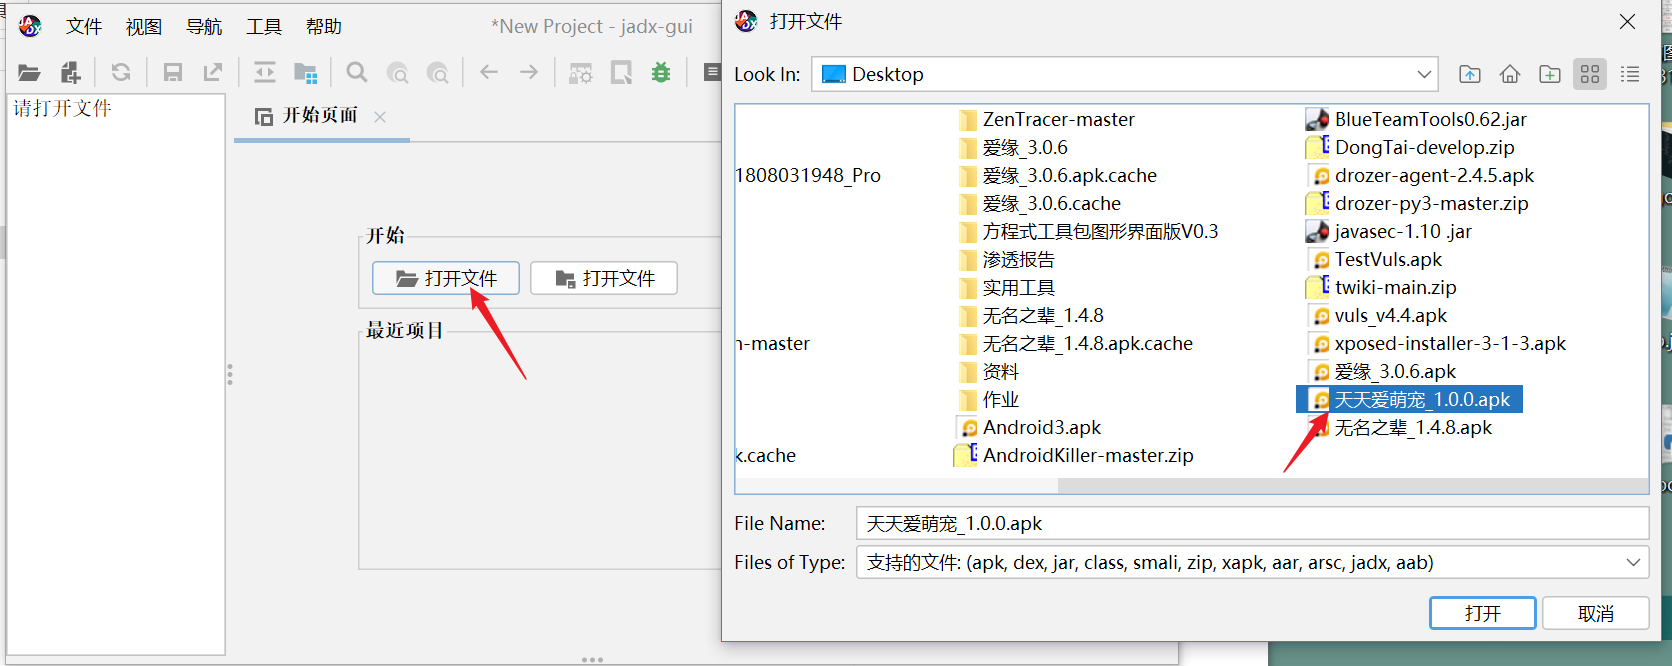 文件 视图 导航 工具 帮助 *New Project - jadx-gui
请打开文件
开始页面
开始
打开文件 打开文件
最近项目
打开文件
Look In: Desktop
1808031948_Pro
n-master
k.cache
ZenTracer-master
爱缘_3.0.6
爱缘_3.0.6.apk.cache
爱缘_3.0.6.cache
方程式工具包图形界面版V0.3
渗透报告
实用工具
无名之辈_1.4.8
无名之辈_1.4.8.apk.cache
资料
作业
Android3.apk
AndroidKiller-master.zip
BlueTeamTools0.62.jar
DongTai-develop.zip
drozer-agent-2.4.5.apk
drozer-py3-master.zip
javasec-1.10 .jar
TestVuls.apk
twiki-main.zip
vuls_v4.4.apk
xposed-installer-3-1-3.apk
爱缘_3.0.6.apk
天天爱萌宠_1.0.0.apk
无名之辈_1.4.8.apk
File Name: 天天爱萌宠_1.0.0.apk
Files of Type: 支持的文件: (apk, dex, jar, class, smali, zip, xapk, aar, arsc, jadx, aab)
打开 取消